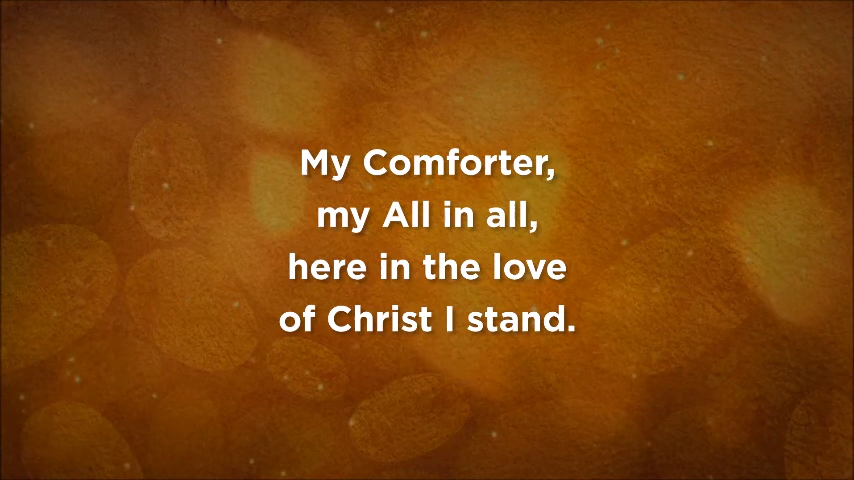 My Comforter,
my All in all,
here in the love
of Christ I stand.